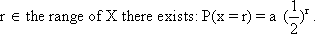 r ∈ the range of X there exists: P(x = r) = a (1/2)^r .